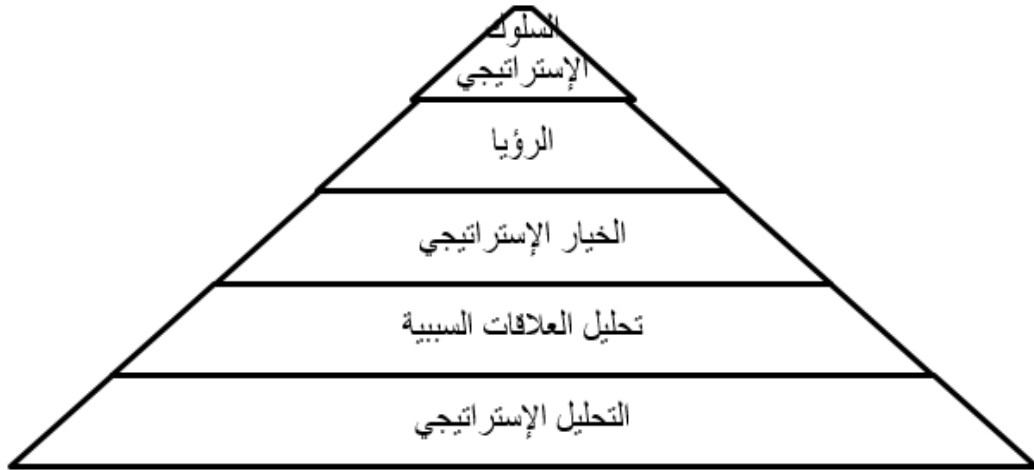 السلوك
الإستراتيجي
الرؤيا
الخيار الإستراتيجي
تحليل العلاقات السببية
التحليل الإستراتيجي